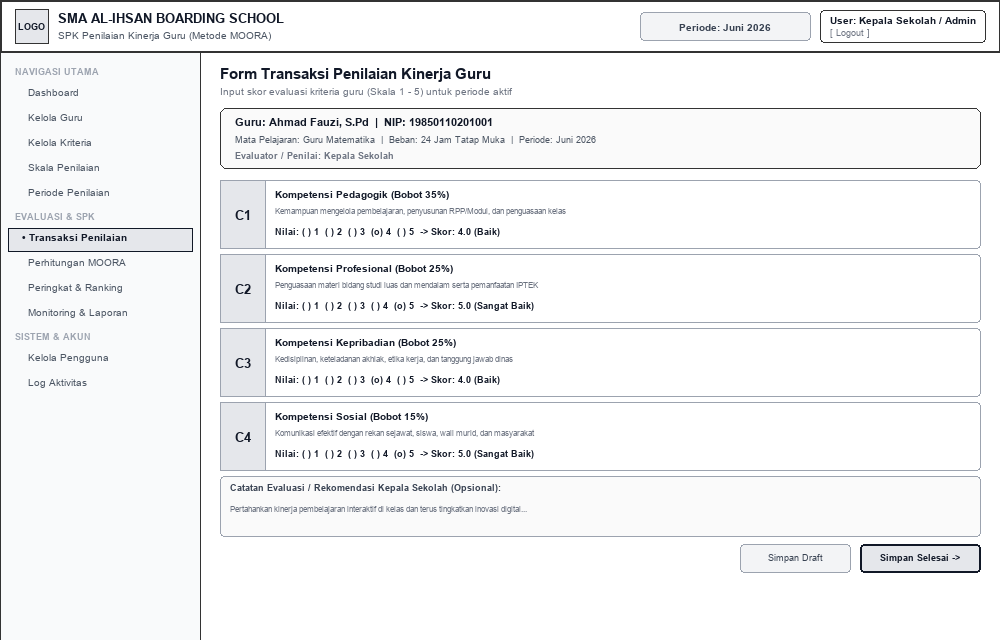 LOGO
SMA AL-IHSAN BOARDING SCHOOL
SPK Penilaian Kinerja Guru (Metode MOORA)
Periode: Juni 2026
User: Kepala Sekolah / Admin
[ Logout ]
NAVIGASI UTAMA
Dashboard
Kelola Guru
Kelola Kriteria
Skala Penilaian
Periode Penilaian
EVALUASI & SPK
• Transaksi Penilaian
Perhitungan MOORA
Peringkat & Ranking
Monitoring & Laporan
SISTEM & AKUN
Kelola Pengguna
Log Aktivitas
Form Transaksi Penilaian Kinerja Guru
Input skor evaluasi kriteria guru (Skala 1 - 5) untuk periode aktif
Guru: Ahmad Fauzi, S.Pd | NIP: 19850110201001
Mata Pelajaran: Guru Matematika | Beban: 24 Jam Tatap Muka | Periode: Juni 2026
Evaluator / Penilai: Kepala Sekolah
C1
Kompetensi Pedagogik (Bobot 35%)
Kemampuan mengelola pembelajaran, penyusunan RPP/Modul, dan penguasaan kelas
Nilai: ( ) 1 ( ) 2 ( ) 3 (o) 4 ( ) 5 -> Skor: 4.0 (Baik)
C2
Kompetensi Profesional (Bobot 25%)
Penguasaan materi bidang studi luas dan mendalam serta pemanfaatan IPTEK
Nilai: ( ) 1 ( ) 2 ( ) 3 ( ) 4 (o) 5 -> Skor: 5.0 (Sangat Baik)
C3
Kompetensi Kepribadian (Bobot 25%)
Kedisiplinan, keteladanan akhlak, etika kerja, dan tanggung jawab dinas
Nilai: ( ) 1 ( ) 2 ( ) 3 (o) 4 ( ) 5 -> Skor: 4.0 (Baik)
C4
Kompetensi Sosial (Bobot 15%)
Komunikasi efektif dengan rekan sejawat, siswa, wali murid, dan masyarakat
Nilai: ( ) 1 ( ) 2 ( ) 3 ( ) 4 (o) 5 -> Skor: 5.0 (Sangat Baik)
Catatan Evaluasi / Rekomendasi Kepala Sekolah (Opsional):
Pertahankan kinerja pembelajaran interaktif di kelas dan terus tingkatkan inovasi digital...
Simpan Draft
Simpan Selesai ->